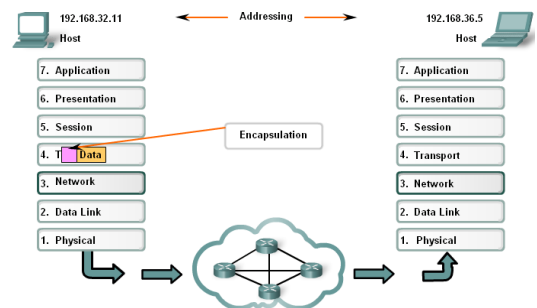 192.168.32.11
Host
Addressing
192.168.36.5
Host
7. Application
6. Presentation
5. Session
4. T Data
3. Network
2. Data Link
1. Physical
Encapsulation
7. Application
6. Presentation
5. Session
4. Transport
3. Network
2. Data Link
1. Physical